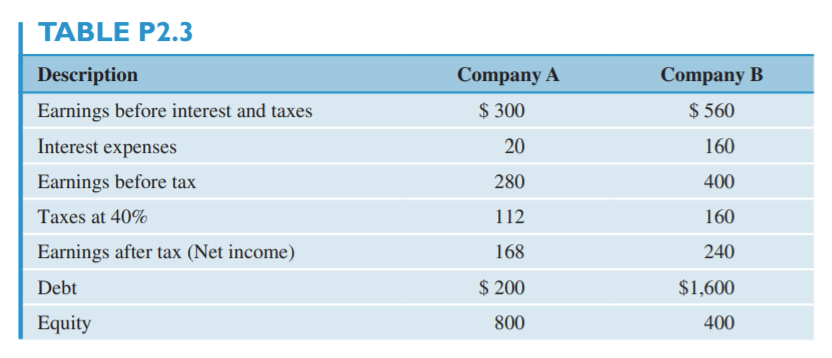 TABLE P2.3
Description Company A Company B
Earnings before interest and taxes $ 300 $ 560
Interest expenses 20 160
Earnings before tax 280 400
Taxes at 40% 112 160
Earnings after tax (Net income) 168 240
Debt $ 200 $1,600
Equity 800 400